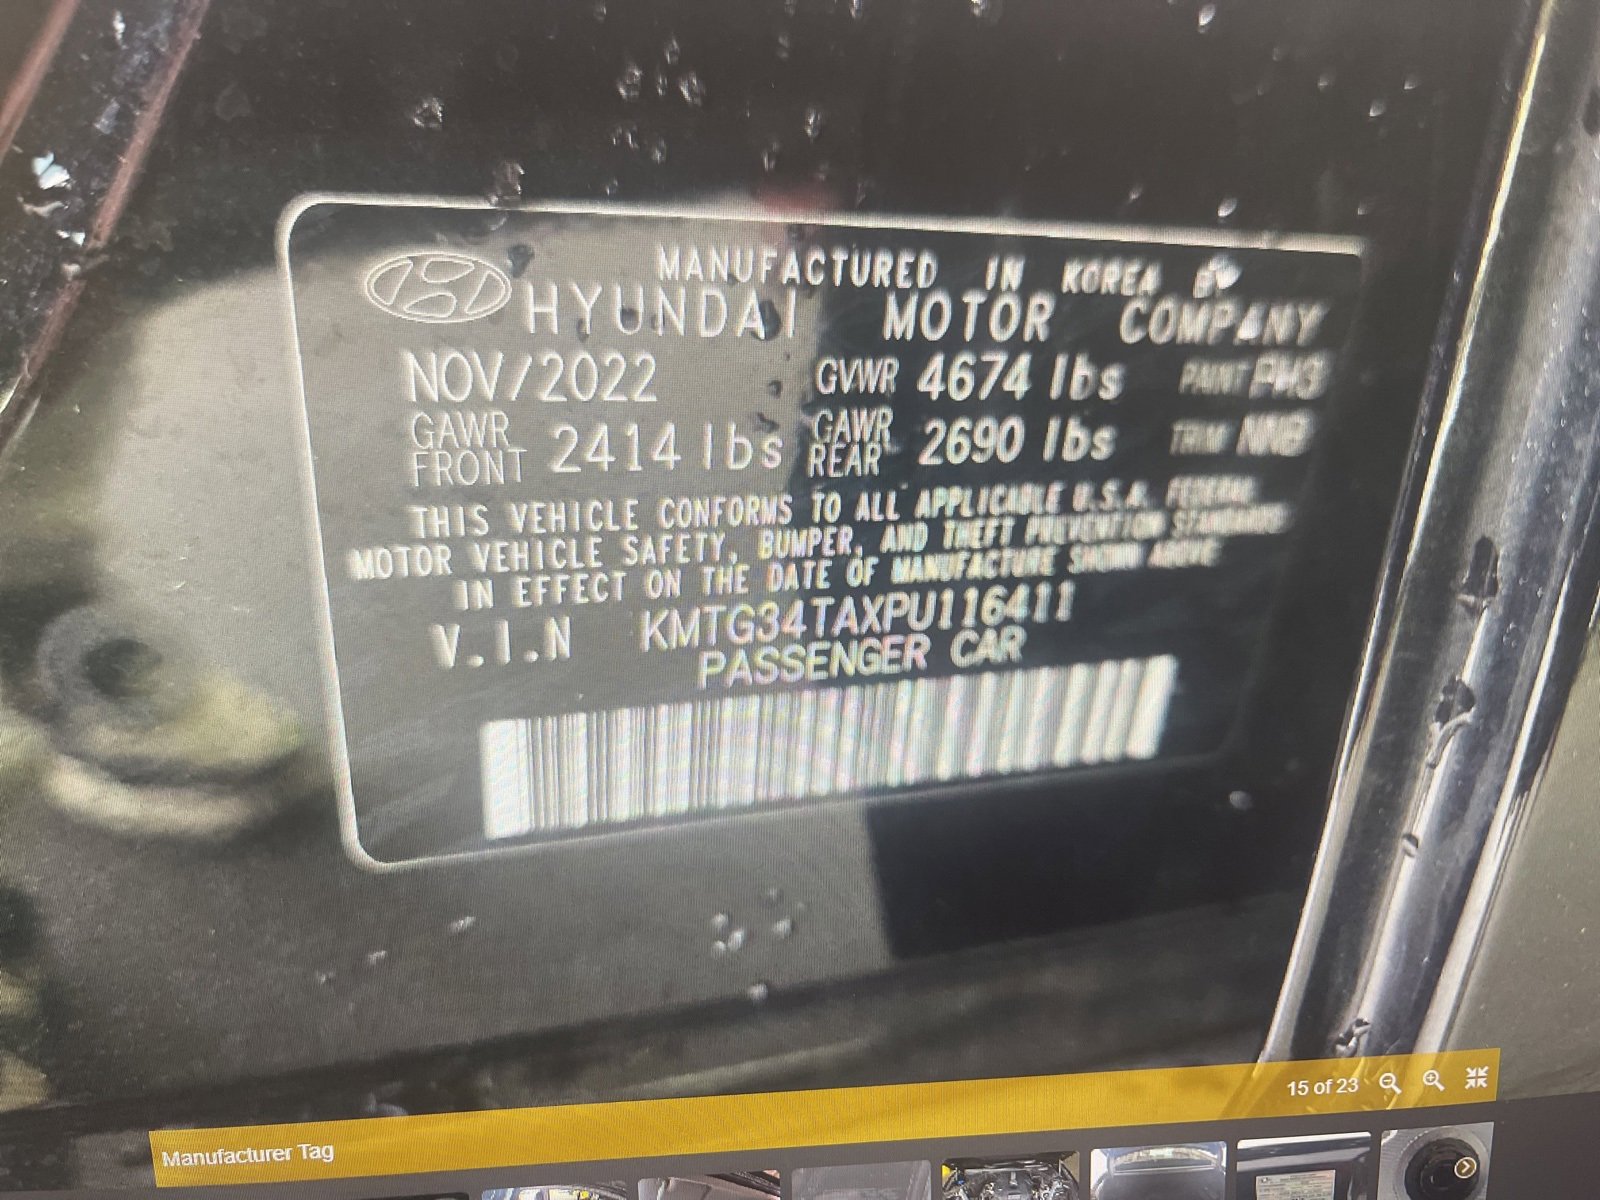 MANUFACTURED IN KOREA BY
HYUNDAI MOTOR COMPANY
NOV/2022 GVWR 4674 lbs PAINT PH3
GAWR FRONT 2414 lbs GAWR REAR 2690 lbs TRIM NNB
THIS VEHICLE CONFORMS TO ALL APPLICABLE U.S.A. FEDERAL
MOTOR VEHICLE SAFETY, BUMPER, AND THEFT PREVENTION STANDARDS
IN EFFECT ON THE DATE OF MANUFACTURE SHOWN ABOVE
V.I.N KMTG34TAXPU116411
PASSENGER CAR
15 of 23
Manufacturer Tag